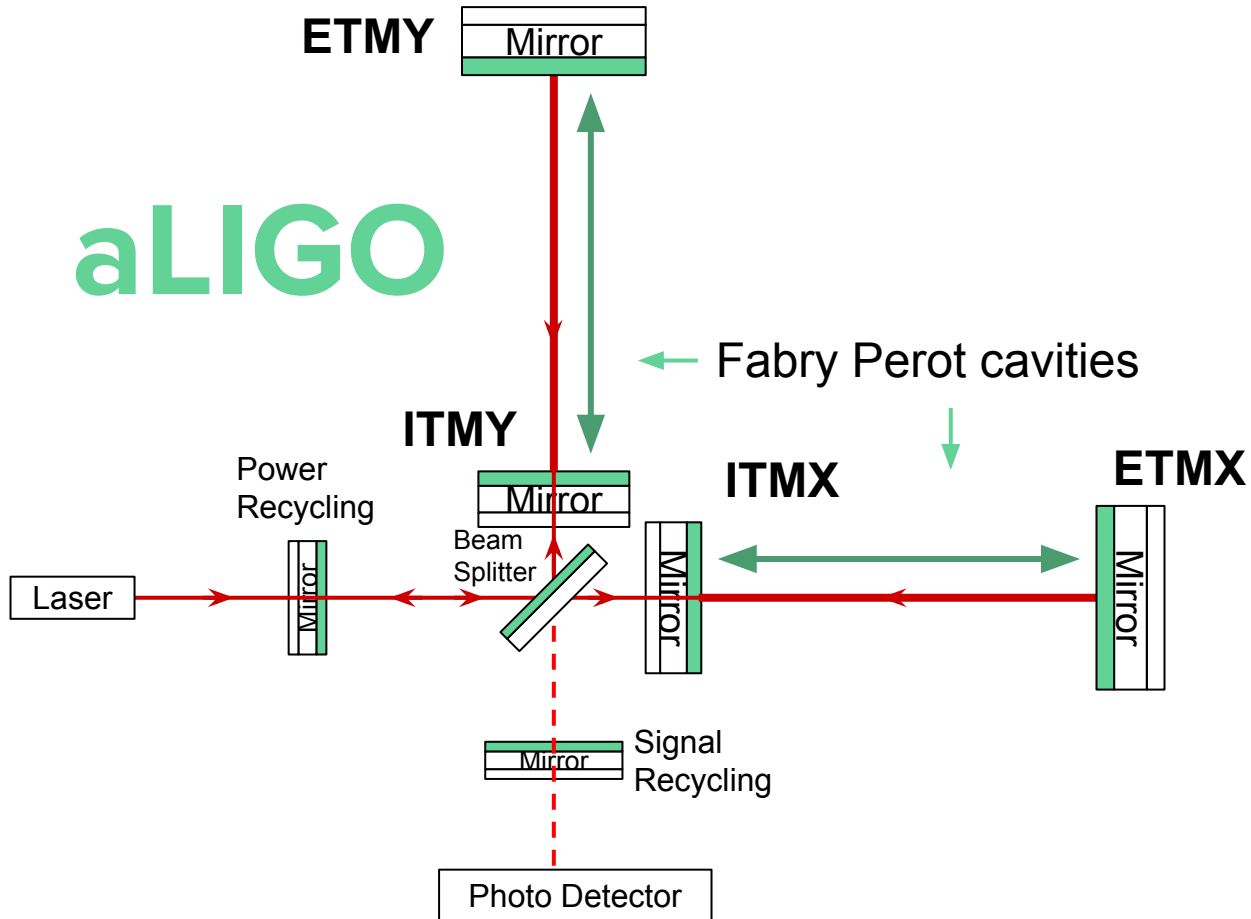 ETMY
Mirror
aLIGO
Fabry Perot cavities
ITMY
ITMX
ETMX
Power
Recycling
Mirror
Beam
Splitter
Laser
Mirror
Mirror
Mirror
Signal
Recycling
Mirror
Photo Detector